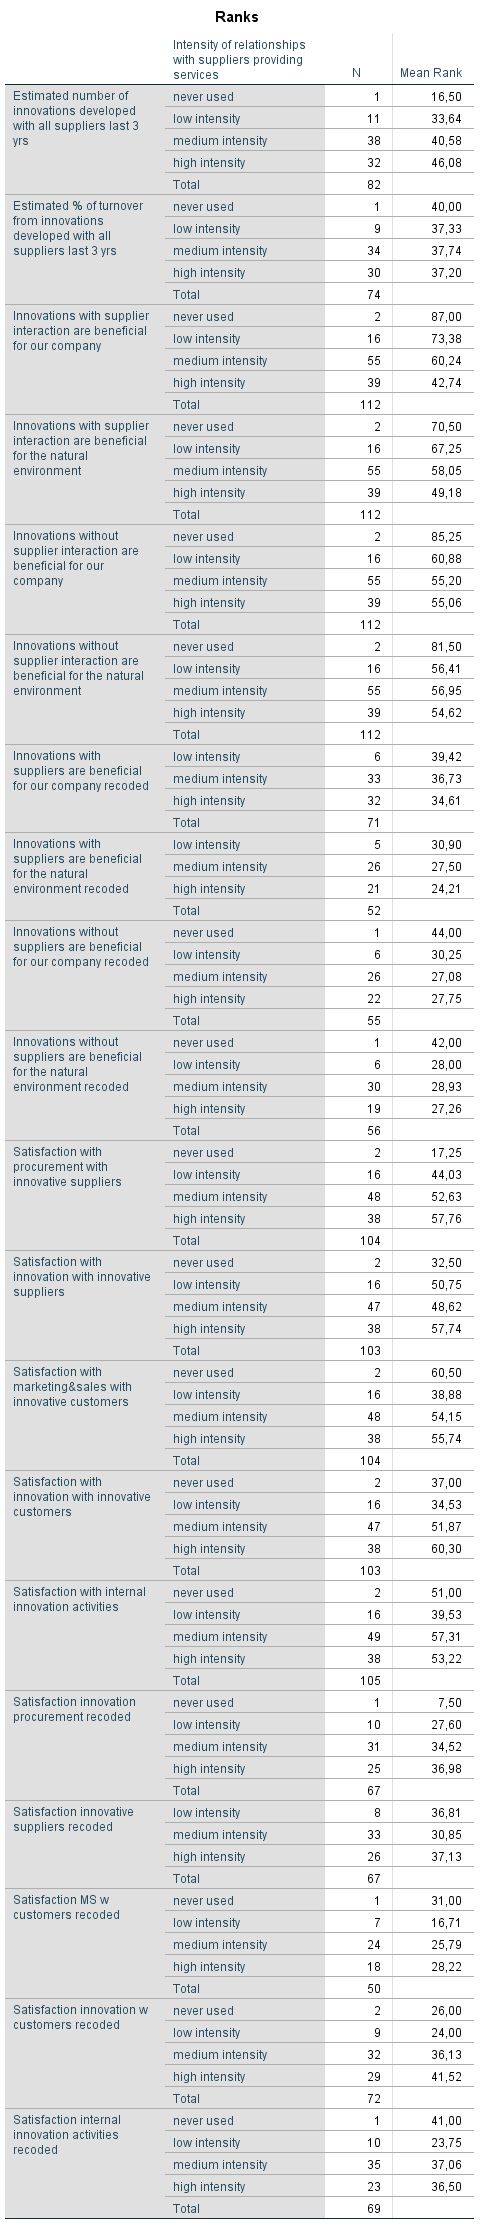 Ranks
Intensity of relationships
with suppliers providing
services N Mean Rank
Estimated number of
innovations developed
with all suppliers last 3
yrs
never used 1 16,50
low intensity 11 33,64
medium intensity 38 40,58
high intensity 32 46,08
Total 82
Estimated % of turnover
from innovations
developed with all
suppliers last 3 yrs
never used 1 40,00
low intensity 9 37,33
medium intensity 34 37,74
high intensity 30 37,20
Total 74
Innovations with supplier
interaction are beneficial
for our company
never used 2 87,00
low intensity 16 73,38
medium intensity 55 60,24
high intensity 39 42,74
Total 112
Innovations with supplier
interaction are beneficial
for the natural
environment
never used 2 70,50
low intensity 16 67,25
medium intensity 55 58,05
high intensity 39 49,18
Total 112
Innovations without
supplier interaction are
beneficial for our
company
never used 2 85,25
low intensity 16 60,88
medium intensity 55 55,20
high intensity 39 55,06
Total 112
Innovations without
supplier interaction are
beneficial for the natural
environment
never used 2 81,50
low intensity 16 56,41
medium intensity 55 56,95
high intensity 39 54,62
Total 112
Innovations with
suppliers are beneficial
for our company recoded
low intensity 6 39,42
medium intensity 33 36,73
high intensity 32 34,61
Total 71
Innovations with
suppliers are beneficial
for the natural
environment recoded
low intensity 5 30,90
medium intensity 26 27,50
high intensity 21 24,21
Total 52
Innovations without
suppliers are beneficial
for our company recoded
never used 1 44,00
low intensity 6 30,25
medium intensity 26 27,08
high intensity 22 27,75
Total 55
Innovations without
suppliers are beneficial
for the natural
environment recoded
never used 1 42,00
low intensity 6 28,00
medium intensity 30 28,93
high intensity 19 27,26
Total 56
Satisfaction with
procurement with
innovative suppliers
never used 2 17,25
low intensity 16 44,03
medium intensity 48 52,63
high intensity 38 57,76
Total 104
Satisfaction with
innovation with innovative
suppliers
never used 2 32,50
low intensity 16 50,75
medium intensity 47 48,62
high intensity 38 57,74
Total 103
Satisfaction with
marketing&sales with
innovative customers
never used 2 60,50
low intensity 16 38,88
medium intensity 48 54,15
high intensity 38 55,74
Total 104
Satisfaction with
innovation with innovative
customers
never used 2 37,00
low intensity 16 34,53
medium intensity 47 51,87
high intensity 38 60,30
Total 103
Satisfaction with internal
innovation activities
never used 2 51,00
low intensity 16 39,53
medium intensity 49 57,31
high intensity 38 53,22
Total 105
Satisfaction innovation
procurement recoded
never used 1 7,50
low intensity 10 27,60
medium intensity 31 34,52
high intensity 25 36,98
Total 67
Satisfaction innovative
suppliers recoded
low intensity 8 36,81
medium intensity 33 30,85
high intensity 26 37,13
Total 67
Satisfaction MS w
customers recoded
never used 1 31,00
low intensity 7 16,71
medium intensity 24 25,79
high intensity 18 28,22
Total 50
Satisfaction innovation w
customers recoded
never used 2 26,00
low intensity 9 24,00
medium intensity 32 36,13
high intensity 29 41,52
Total 72
Satisfaction internal
innovation activities
recoded
never used 1 41,00
low intensity 10 23,75
medium intensity 35 37,06
high intensity 23 36,50
Total 69